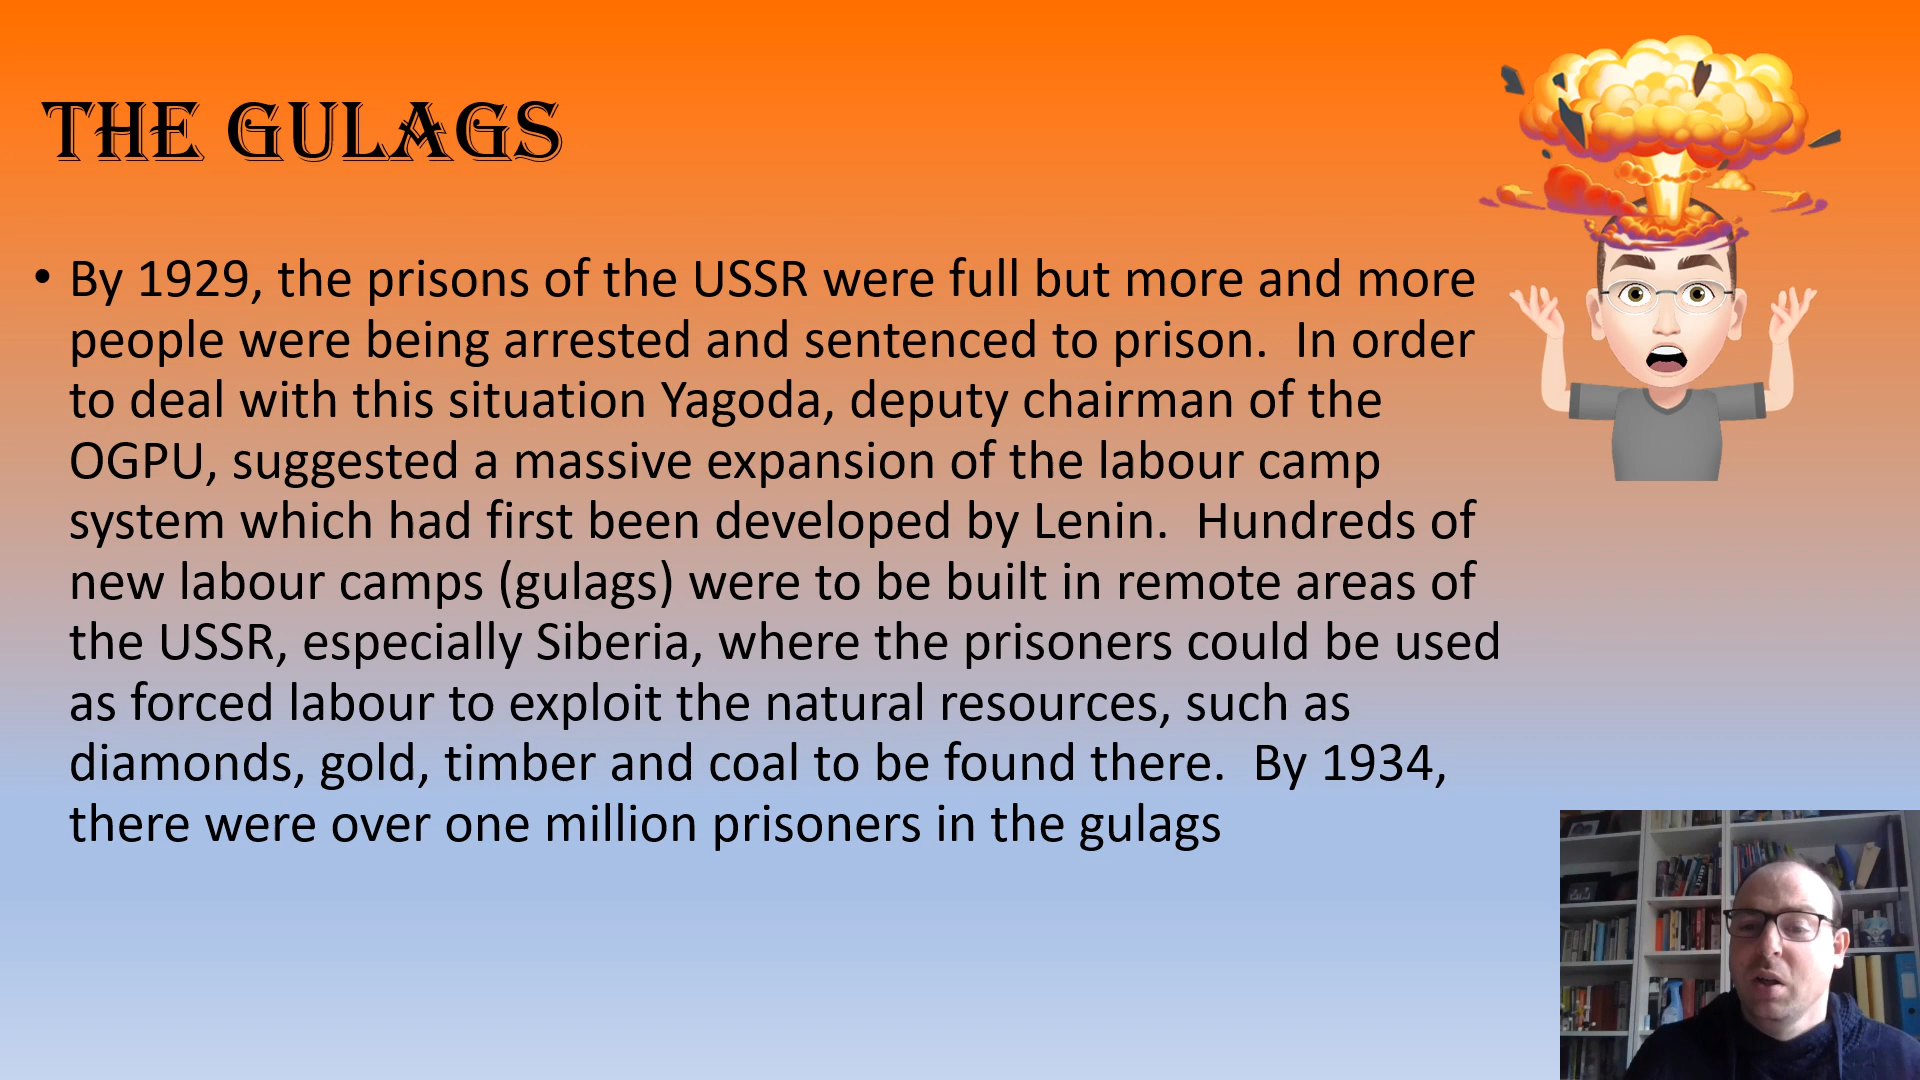 THE GULAGS
• By 1929, the prisons of the USSR were full but more and more
people were being arrested and sentenced to prison.  In order
to deal with this situation Yagoda, deputy chairman of the
OGPU, suggested a massive expansion of the labour camp
system which had first been developed by Lenin.  Hundreds of
new labour camps (gulags) were to be built in remote areas of
the USSR, especially Siberia, where the prisoners could be used
as forced labour to exploit the natural resources, such as
diamonds, gold, timber and coal to be found there.  By 1934,
there were over one million prisoners in the gulags